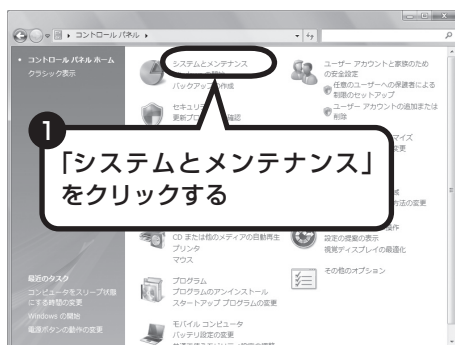 コントロール パネル
コントロール パネル ホーム
クラシック表示
システムとメンテナンス
バックアップの作成
セキュリテ
更新プロ
確認
ユーザー アカウントと家族のため
の安全設定
任意のユーザーへの保護者による
制限のセットアップ
ユーザー アカウントの追加または
削除
マイズ
変更
1
「システムとメンテナンス」
をクリックする
方法の変更
CD または他のメディアの自動再生
プリンタ
マウス
操作
設定の提案の表示
視覚ディスプレイの最適化
プログラム
プログラムのアンインストール
スタートアップ プログラムの変更
その他のオプション
モバイル コンピュータ
バッテリ設定の変更
最近のタスク
コンピュータをスリープ状態
にする時間の変更
Windows の開始
電源ボタンの動作の変更